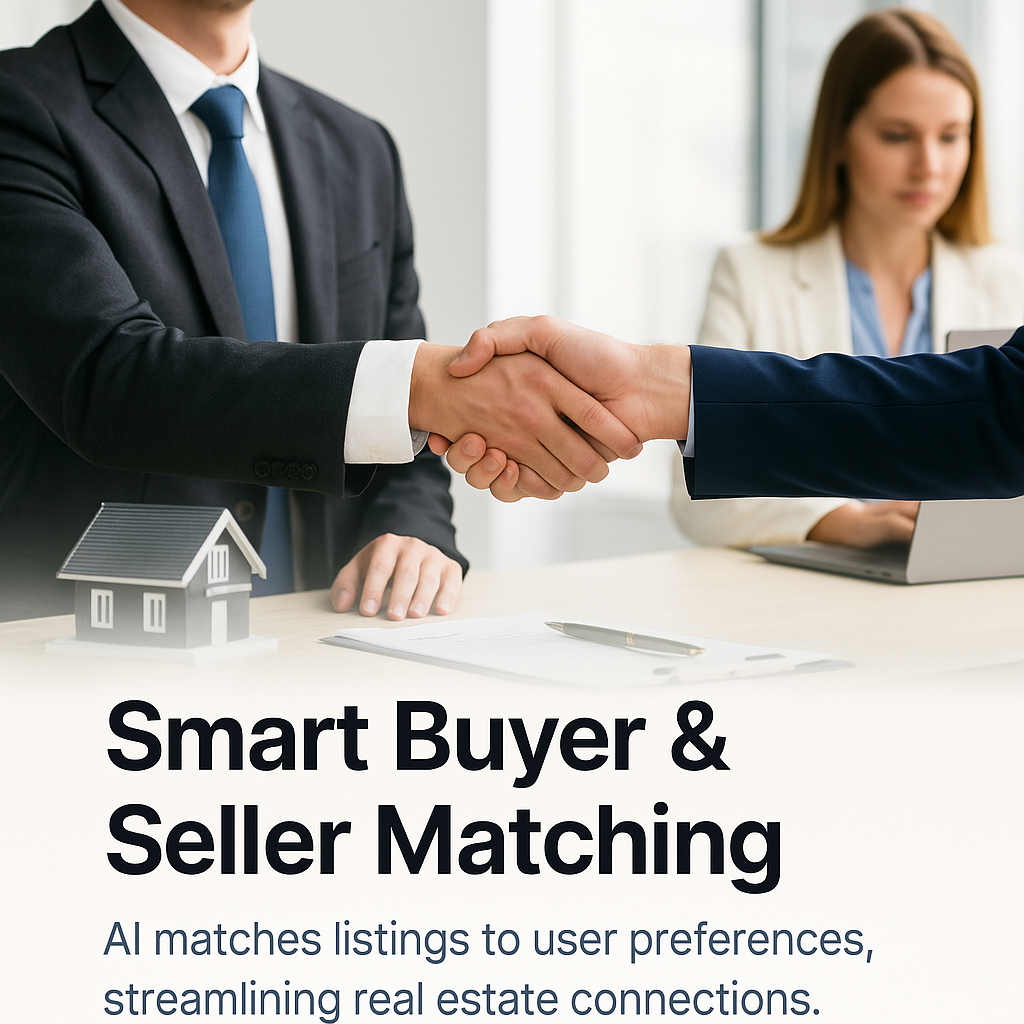 Smart Buyer &
Seller Matching
AI matches listings to user preferences,
streamlining real estate connections.